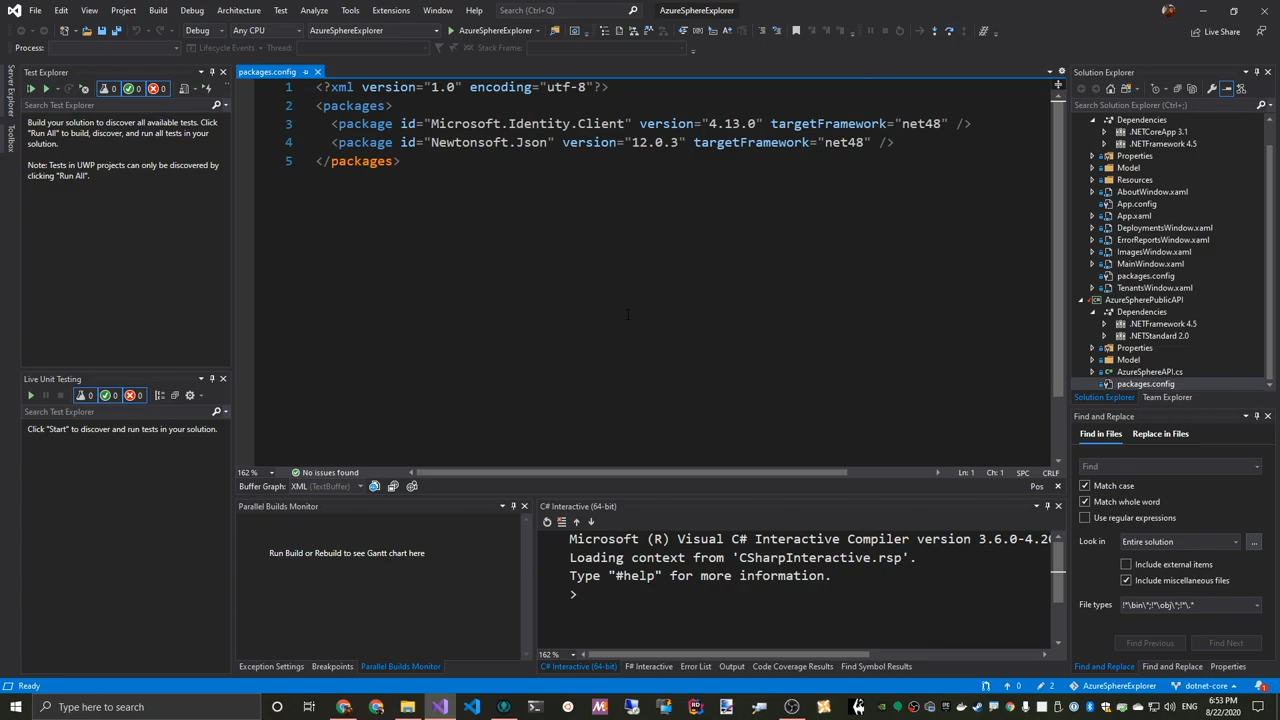 File Edit View Project Build Debug Architecture Test Analyze Tools Extensions Window Help Search (Ctrl+Q) AzureSphereExplorer
Debug Any CPU AzureSphereExplorer AzureSphereExplorer Live Share
Process: Lifecycle Events Thread: Stack Frame:
Server Explorer
Toolbox
Test Explorer
0 0 0
Search Test Explorer
Build your solution to discover all available tests. Click
"Run All" to build, discover, and run all tests in your
solution.
Note: Tests in UWP projects can only be discovered by
clicking "Run All".
Live Unit Testing
0 0 0
Search Test Explorer
Click "Start" to discover and run tests in your solution.
packages.config
1 <?xml version="1.0" encoding="utf-8"?>
2 <packages>
3 <package id="Microsoft.Identity.Client" version="4.13.0" targetFramework="net48" />
4 <package id="Newtonsoft.Json" version="12.0.3" targetFramework="net48" />
5 </packages>
162 % No issues found Ln: 1 Ch: 1 SPC CRLF
Buffer Graph: XML (TextBuffer) Pos
Parallel Builds Monitor
Run Build or Rebuild to see Gantt chart here
Exception Settings Breakpoints Parallel Builds Monitor
C# Interactive (64-bit)
Microsoft (R) Visual C# Interactive Compiler version 3.6.0-4.20
Loading context from 'CSharpInteractive.rsp'.
Type "#help" for more information.
>
162 %
C# Interactive (64-bit) F# Interactive Error List Output Code Coverage Results Find Symbol Results
Solution Explorer
Search Solution Explorer (Ctrl+;)
Dependencies
.NETCoreApp 3.1
.NETFramework 4.5
Properties
Model
Resources
AboutWindow.xaml
App.config
App.xaml
DeploymentsWindow.xaml
ErrorReportsWindow.xaml
ImagesWindow.xaml
MainWindow.xaml
packages.config
TenantsWindow.xaml
AzureSpherePublicAPI
Dependencies
.NETFramework 4.5
.NETStandard 2.0
Properties
Model
AzureSphereAPI.cs
packages.config
Solution Explorer Team Explorer
Find and Replace
Find in Files Replace in Files
Find
Match case
Match whole word
Use regular expressions
Look in Entire solution ...
Include external items
Include miscellaneous files
File types !*\bin\*;!*\obj\*;!*\.*
Find Previous Find Next
Find and Replace Find and Replace Properties
Ready 0 2 AzureSphereExplorer dotnet-core 1
Type here to search
6:53 PM
8/22/2020